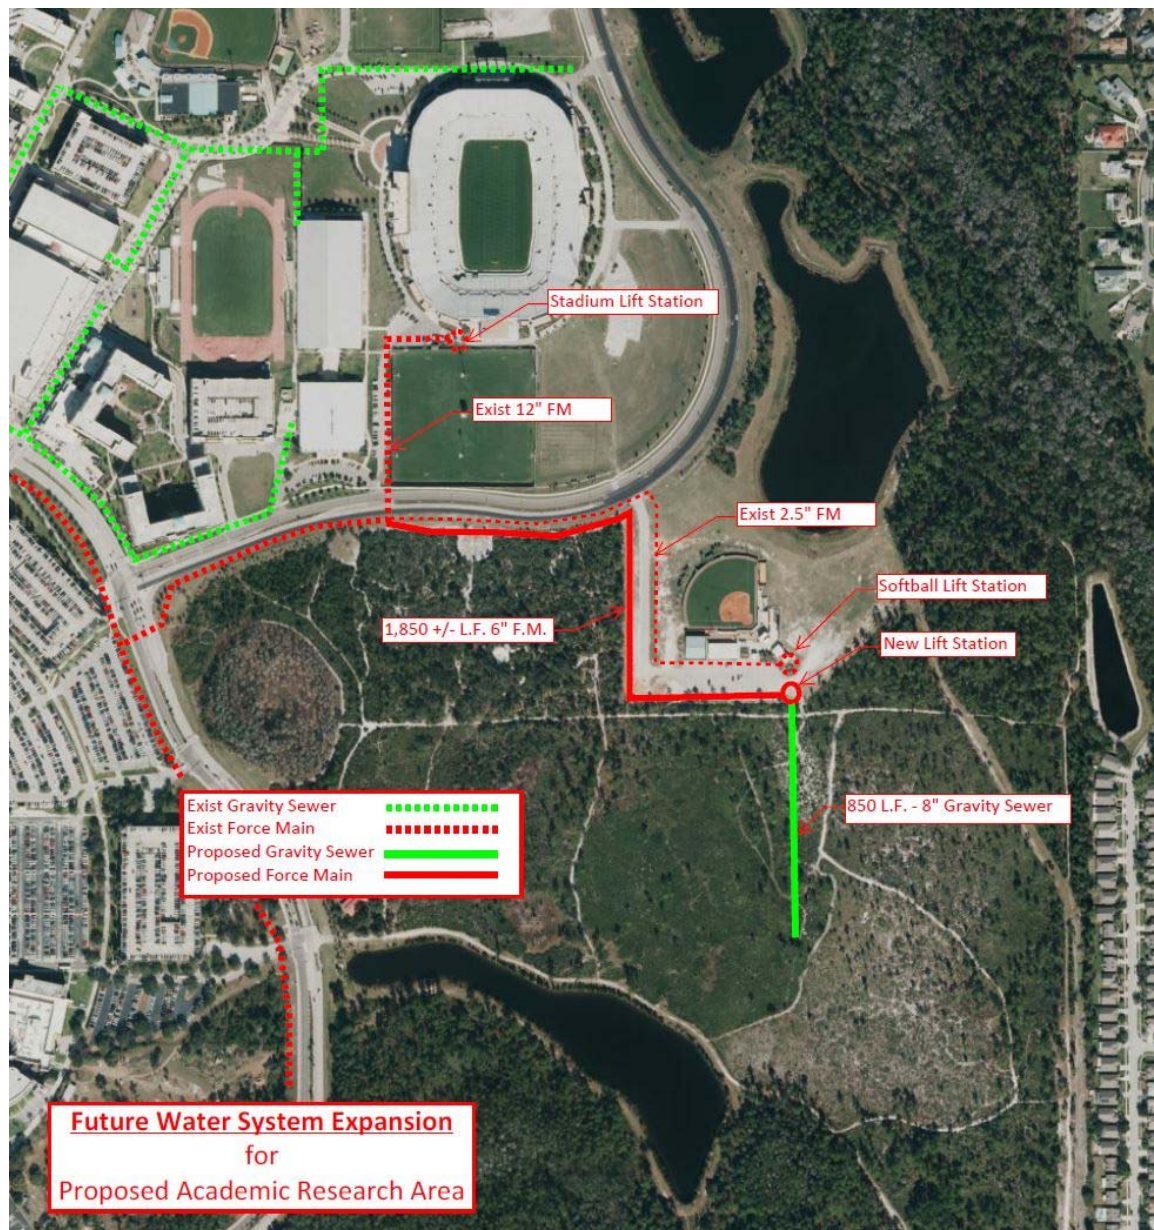 Stadium Lift Station
Exist 12" FM
Exist 2.5" FM
Softball Lift Station
1,850 +/- L.F. 6" F.M.
New Lift Station
Exist Gravity Sewer
Exist Force Main
Proposed Gravity Sewer
Proposed Force Main
850 L.F. - 8" Gravity Sewer
Future Water System Expansion
for
Proposed Academic Research Area